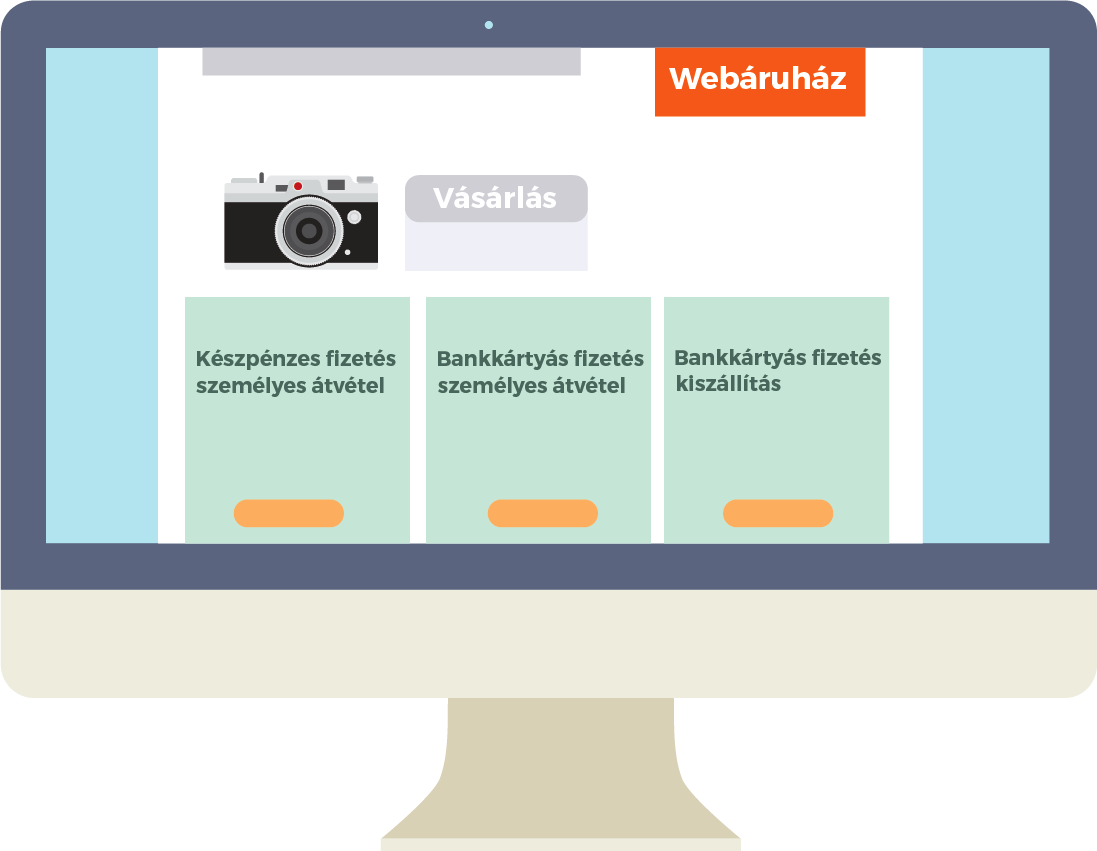 Webáruház
Vásárlás
Készpénzes fizetés
személyes átvétel
Bankkártyás fizetés
személyes átvétel
Bankkártyás fizetés
kiszállítás